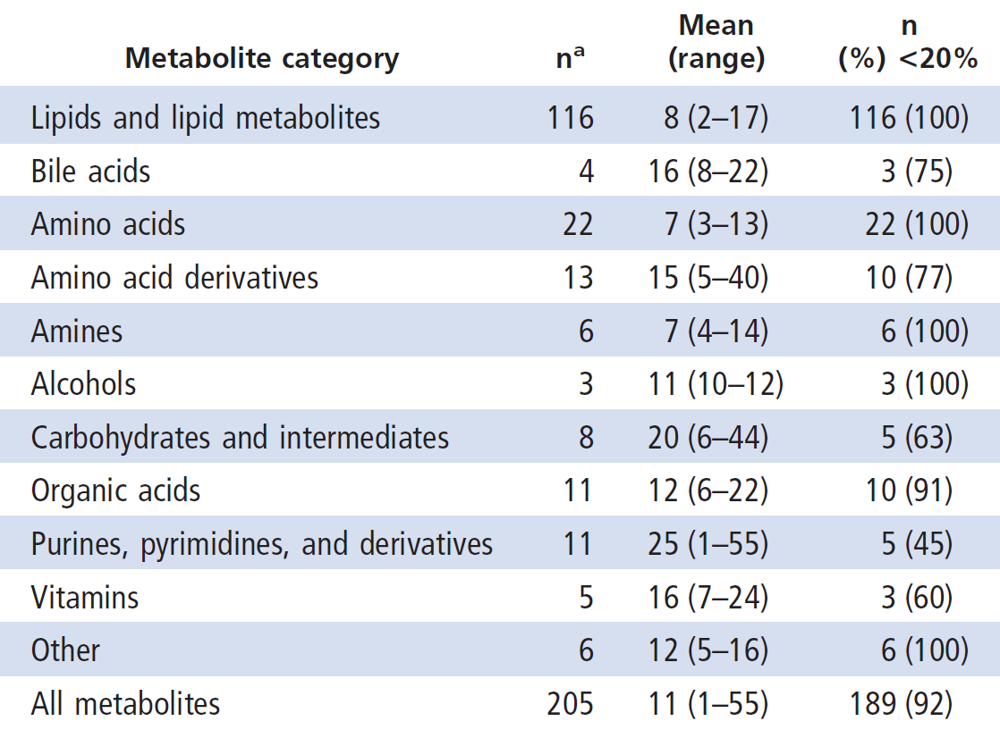 Metabolite category nᵃ Mean (range) n (%) <20%
Lipids and lipid metabolites 116 8 (2–17) 116 (100)
Bile acids 4 16 (8–22) 3 (75)
Amino acids 22 7 (3–13) 22 (100)
Amino acid derivatives 13 15 (5–40) 10 (77)
Amines 6 7 (4–14) 6 (100)
Alcohols 3 11 (10–12) 3 (100)
Carbohydrates and intermediates 8 20 (6–44) 5 (63)
Organic acids 11 12 (6–22) 10 (91)
Purines, pyrimidines, and derivatives 11 25 (1–55) 5 (45)
Vitamins 5 16 (7–24) 3 (60)
Other 6 12 (5–16) 6 (100)
All metabolites 205 11 (1–55) 189 (92)